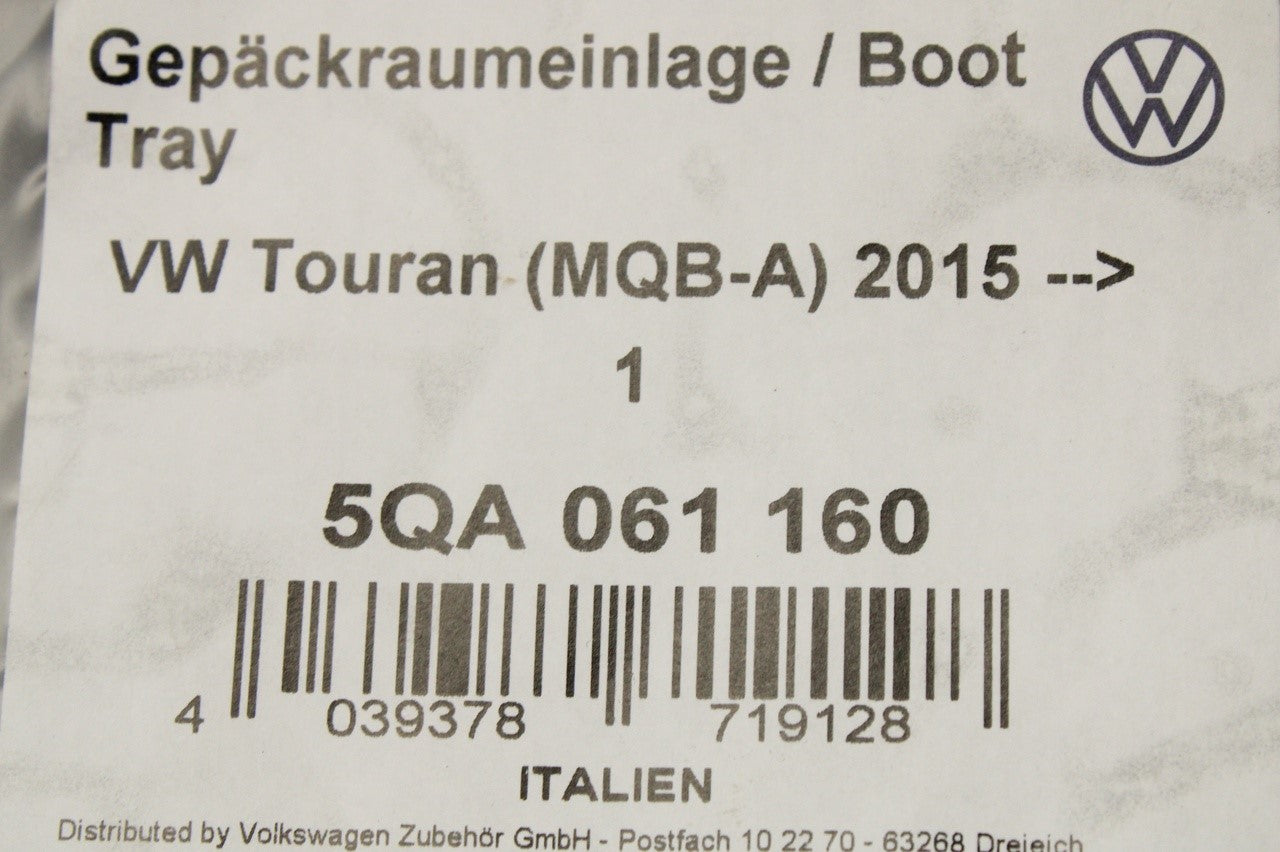 Gepäckraumeinlage / Boot
Tray
VW Touran (MQB-A) 2015 -->
1
5QA 061 160
4 039378 719128
ITALIEN
Distributed by Volkswagen Zubehör GmbH - Postfach 10 22 70 - 63268 Dreieich